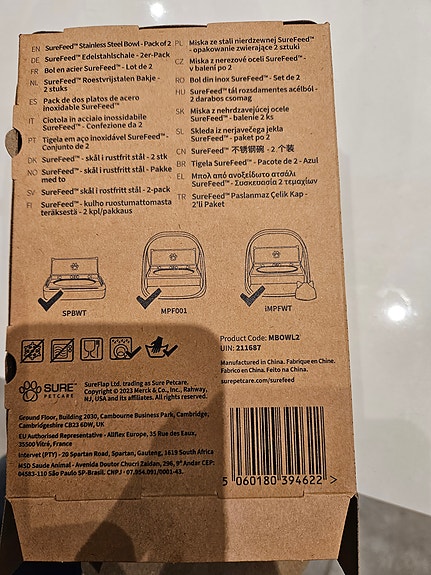 EN SureFeed™ Stainless Steel Bowl - Pack of 2
DE SureFeed™ Edelstahlschale - 2er-Pack
FR Bol en acier SureFeed™ - Lot de 2
NL SureFeed™ Roestvrijstalen Bakje -
2 stuks
ES Pack de dos platos de acero
inoxidable SureFeed™
IT Ciotola in acciaio inossidabile
SureFeed™ - Confezione da 2
PT Tigela em aço inoxidável SureFeed™ -
Conjunto de 2
DK SureFeed™ - skål i rustfrit stål - 2 stk
NO SureFeed™ - skål i rustfritt stål - Pakke
med to
SV SureFeed™ - skål i rostfritt stål - 2-pack
FI SureFeed™ - kulho ruostumattomasta
teräksestä - 2 kpl/pakkaus
PL Miska ze stali nierdzewnej SureFeed™
- opakowanie zwierające 2 sztuki
CZ Miska z nerezové oceli SureFeed™ -
v balení po 2
RO Bol din inox SureFeed™ - Set de 2
HU SureFeed™ tál rozsdamentes acélból -
2 darabos csomag
SK Miska z nehrdzavejúcej ocele
SureFeed™ - balenie 2 ks
SL Skleda iz nerjavečega jekla
SureFeed™ - paket po 2
CN SureFeed™ 不锈钢碗 - 2 个装
BR Tigela SureFeed™ - Pacote de 2 - Azul
EL Μπολ από ανοξείδωτο ατσάλι
SureFeed™ - Συσκευασία 2 τεμαχίων
TR SureFeed™ Paslanmaz Çelik Kap -
2'li Paket
SPBWT
MPF001
iMPFWT
Product Code: MBOWL2
UIN: 211687
Manufactured in China. Fabriqué en Chine.
Fabricado en China. Feito na China.
surepetcare.com/surefeed
SURE
PETCARE
SureFlap Ltd. trading as Sure Petcare.
Copyright © 2023 Merck & Co., Inc., Rahway,
NJ, USA and its affiliates. All rights reserved.
Ground Floor, Building 2030, Cambourne Business Park, Cambridge,
Cambridgeshire CB23 6DW, UK
EU Authorised Representative - Allflex Europe, 35 Rue des Eaux,
35500 Vitré, France
Intervet (PTY) - 20 Spartan Road, Spartan, Gauteng, 1619 South Africa
MSD Saude Animal - Avenida Doutor Chucri Zaidan, 296, 9° Andar CEP:
04583-110 São Paulo SP-Brasil. CNPJ - 07.954.091/0001-43.
5 060180 394622 >